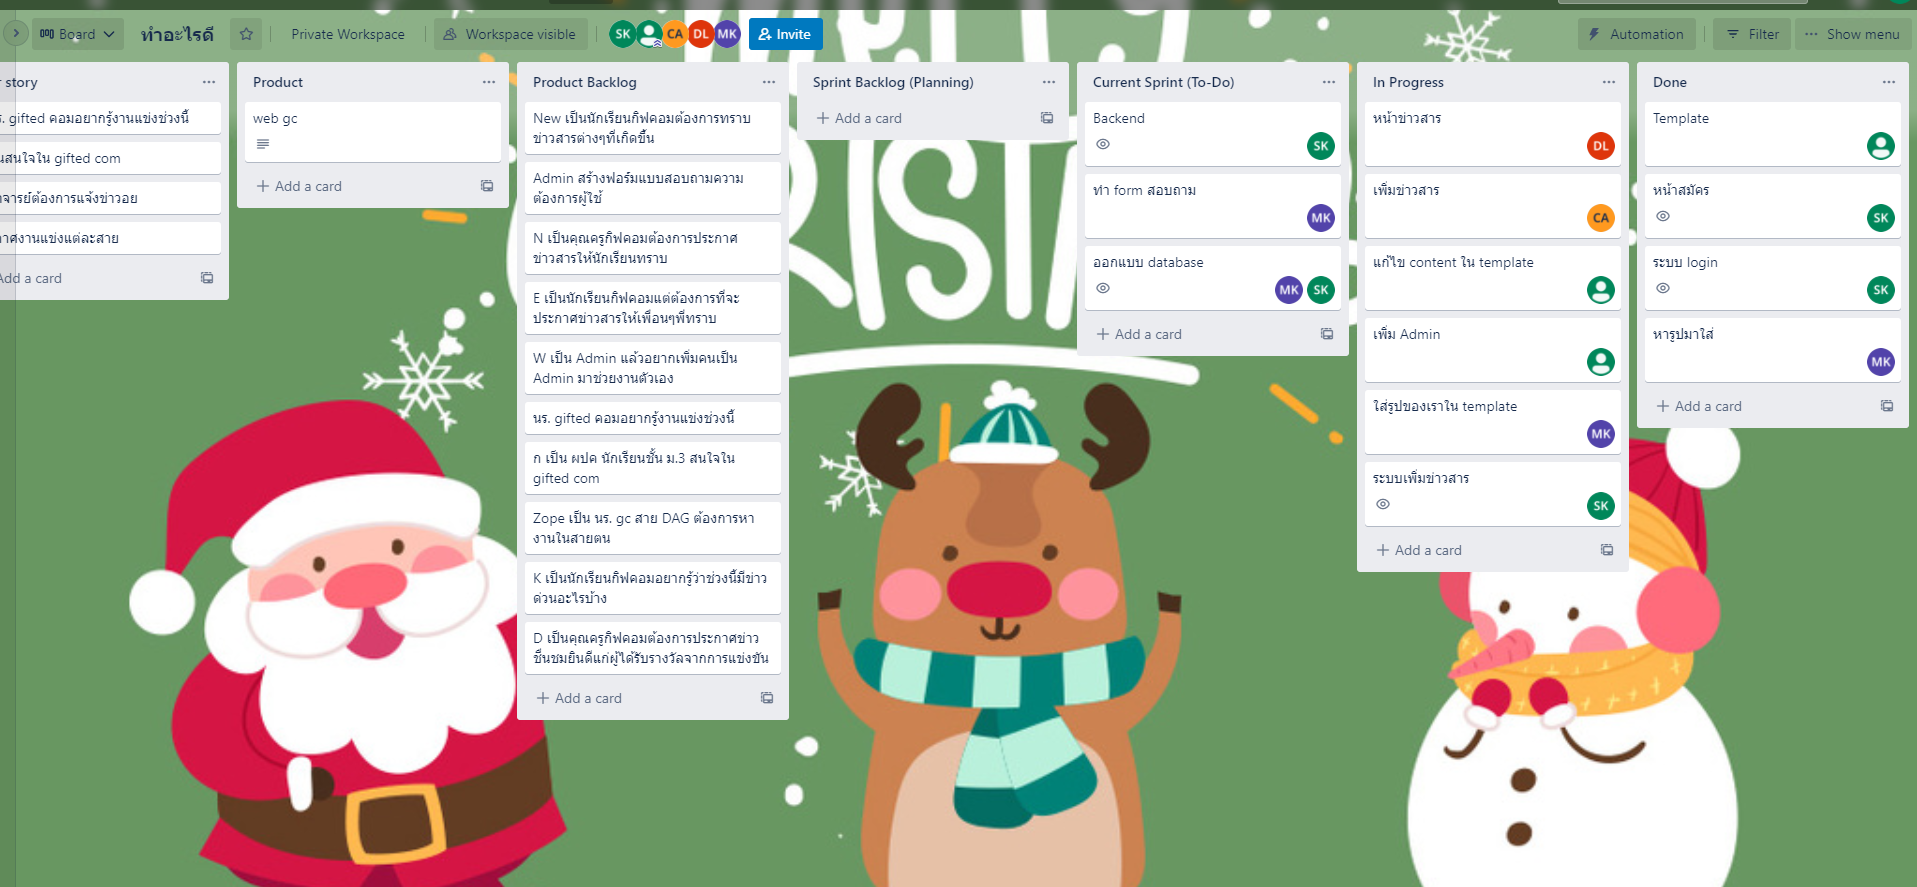 Board
ทำอะไรดี
Private Workspace
Workspace visible
SK
CA
DL
MK
Invite
Automation
Filter
Show menu
story
gifted คอมอยากรู้งานแข่งช่วงนี้
สนใจใน gifted com
จารย์ต้องการแจ้งข่าวอย
าศงานแข่งแต่ละสาย
Add a card
Product
web gc
Add a card
Product Backlog
New เป็นนักเรียนกิฟคอมต้องการทราบ
ข่าวสารต่างๆที่เกิดขึ้น
Admin สร้างฟอร์มแบบสอบถามความ
ต้องการผู้ใช้
N เป็นคุณครูกิฟคอมต้องการประกาศ
ข่าวสารให้นักเรียนทราบ
E เป็นนักเรียนกิฟคอมแต่ต้องการที่จะ
ประกาศข่าวสารให้เพื่อนๆพี่ทราบ
W เป็น Admin แล้วอยากเพิ่มคนเป็น
Admin มาช่วยงานตัวเอง
นร. gifted คอมอยากรู้งานแข่งช่วงนี้
ก เป็น ผปค นักเรียนชั้น ม.3 สนใจใน
gifted com
Zope เป็น นร. gc สาย DAG ต้องการหา
งานในสายตน
K เป็นนักเรียนกิฟคอมอยากรู้ว่าช่วงนี้มีข่าว
ด่วนอะไรบ้าง
D เป็นคุณครูกิฟคอมต้องการประกาศข่าว
ชื่นชมยินดีแก่ผู้ได้รับรางวัลจากการแข่งขัน
Add a card
Sprint Backlog (Planning)
Add a card
Current Sprint (To-Do)
Backend
SK
ทำ form สอบถาม
MK
ออกแบบ database
MK SK
Add a card
In Progress
หน้าข่าวสาร
DL
เพิ่มข่าวสาร
CA
แก้ไข content ใน template
เพิ่ม Admin
ใส่รูปของเราใน template
MK
ระบบเพิ่มข่าวสาร
SK
Add a card
Done
Template
หน้าสมัคร
SK
ระบบ login
SK
หารูปมาใส่
MK
Add a card